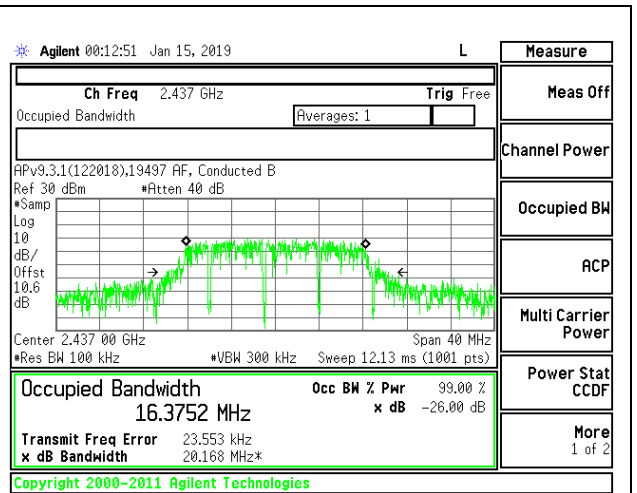 Agilent 00:12:51 Jan 15, 2019 L
Measure
Ch Freq 2.437 GHz Trig Free
Occupied Bandwidth Averages: 1
Meas Off
Channel Power
APv9.3.1(122018),19497 AF, Conducted B
Ref 30 dBm #Atten 40 dB
#Samp
Log
10
dB/
Offst
10.6
dB
Occupied BW
ACP
Center 2.437 00 GHz Span 40 MHz
#Res BW 100 kHz #VBW 300 kHz Sweep 12.13 ms (1001 pts)
Multi Carrier
Power
Occupied Bandwidth Occ BW % Pwr 99.00 %
16.3752 MHz x dB -26.00 dB
Transmit Freq Error 23.553 kHz
x dB Bandwidth 20.168 MHz*
Power Stat
CCDF
More
1 of 2
Copyright 2000-2011 Agilent Technologies